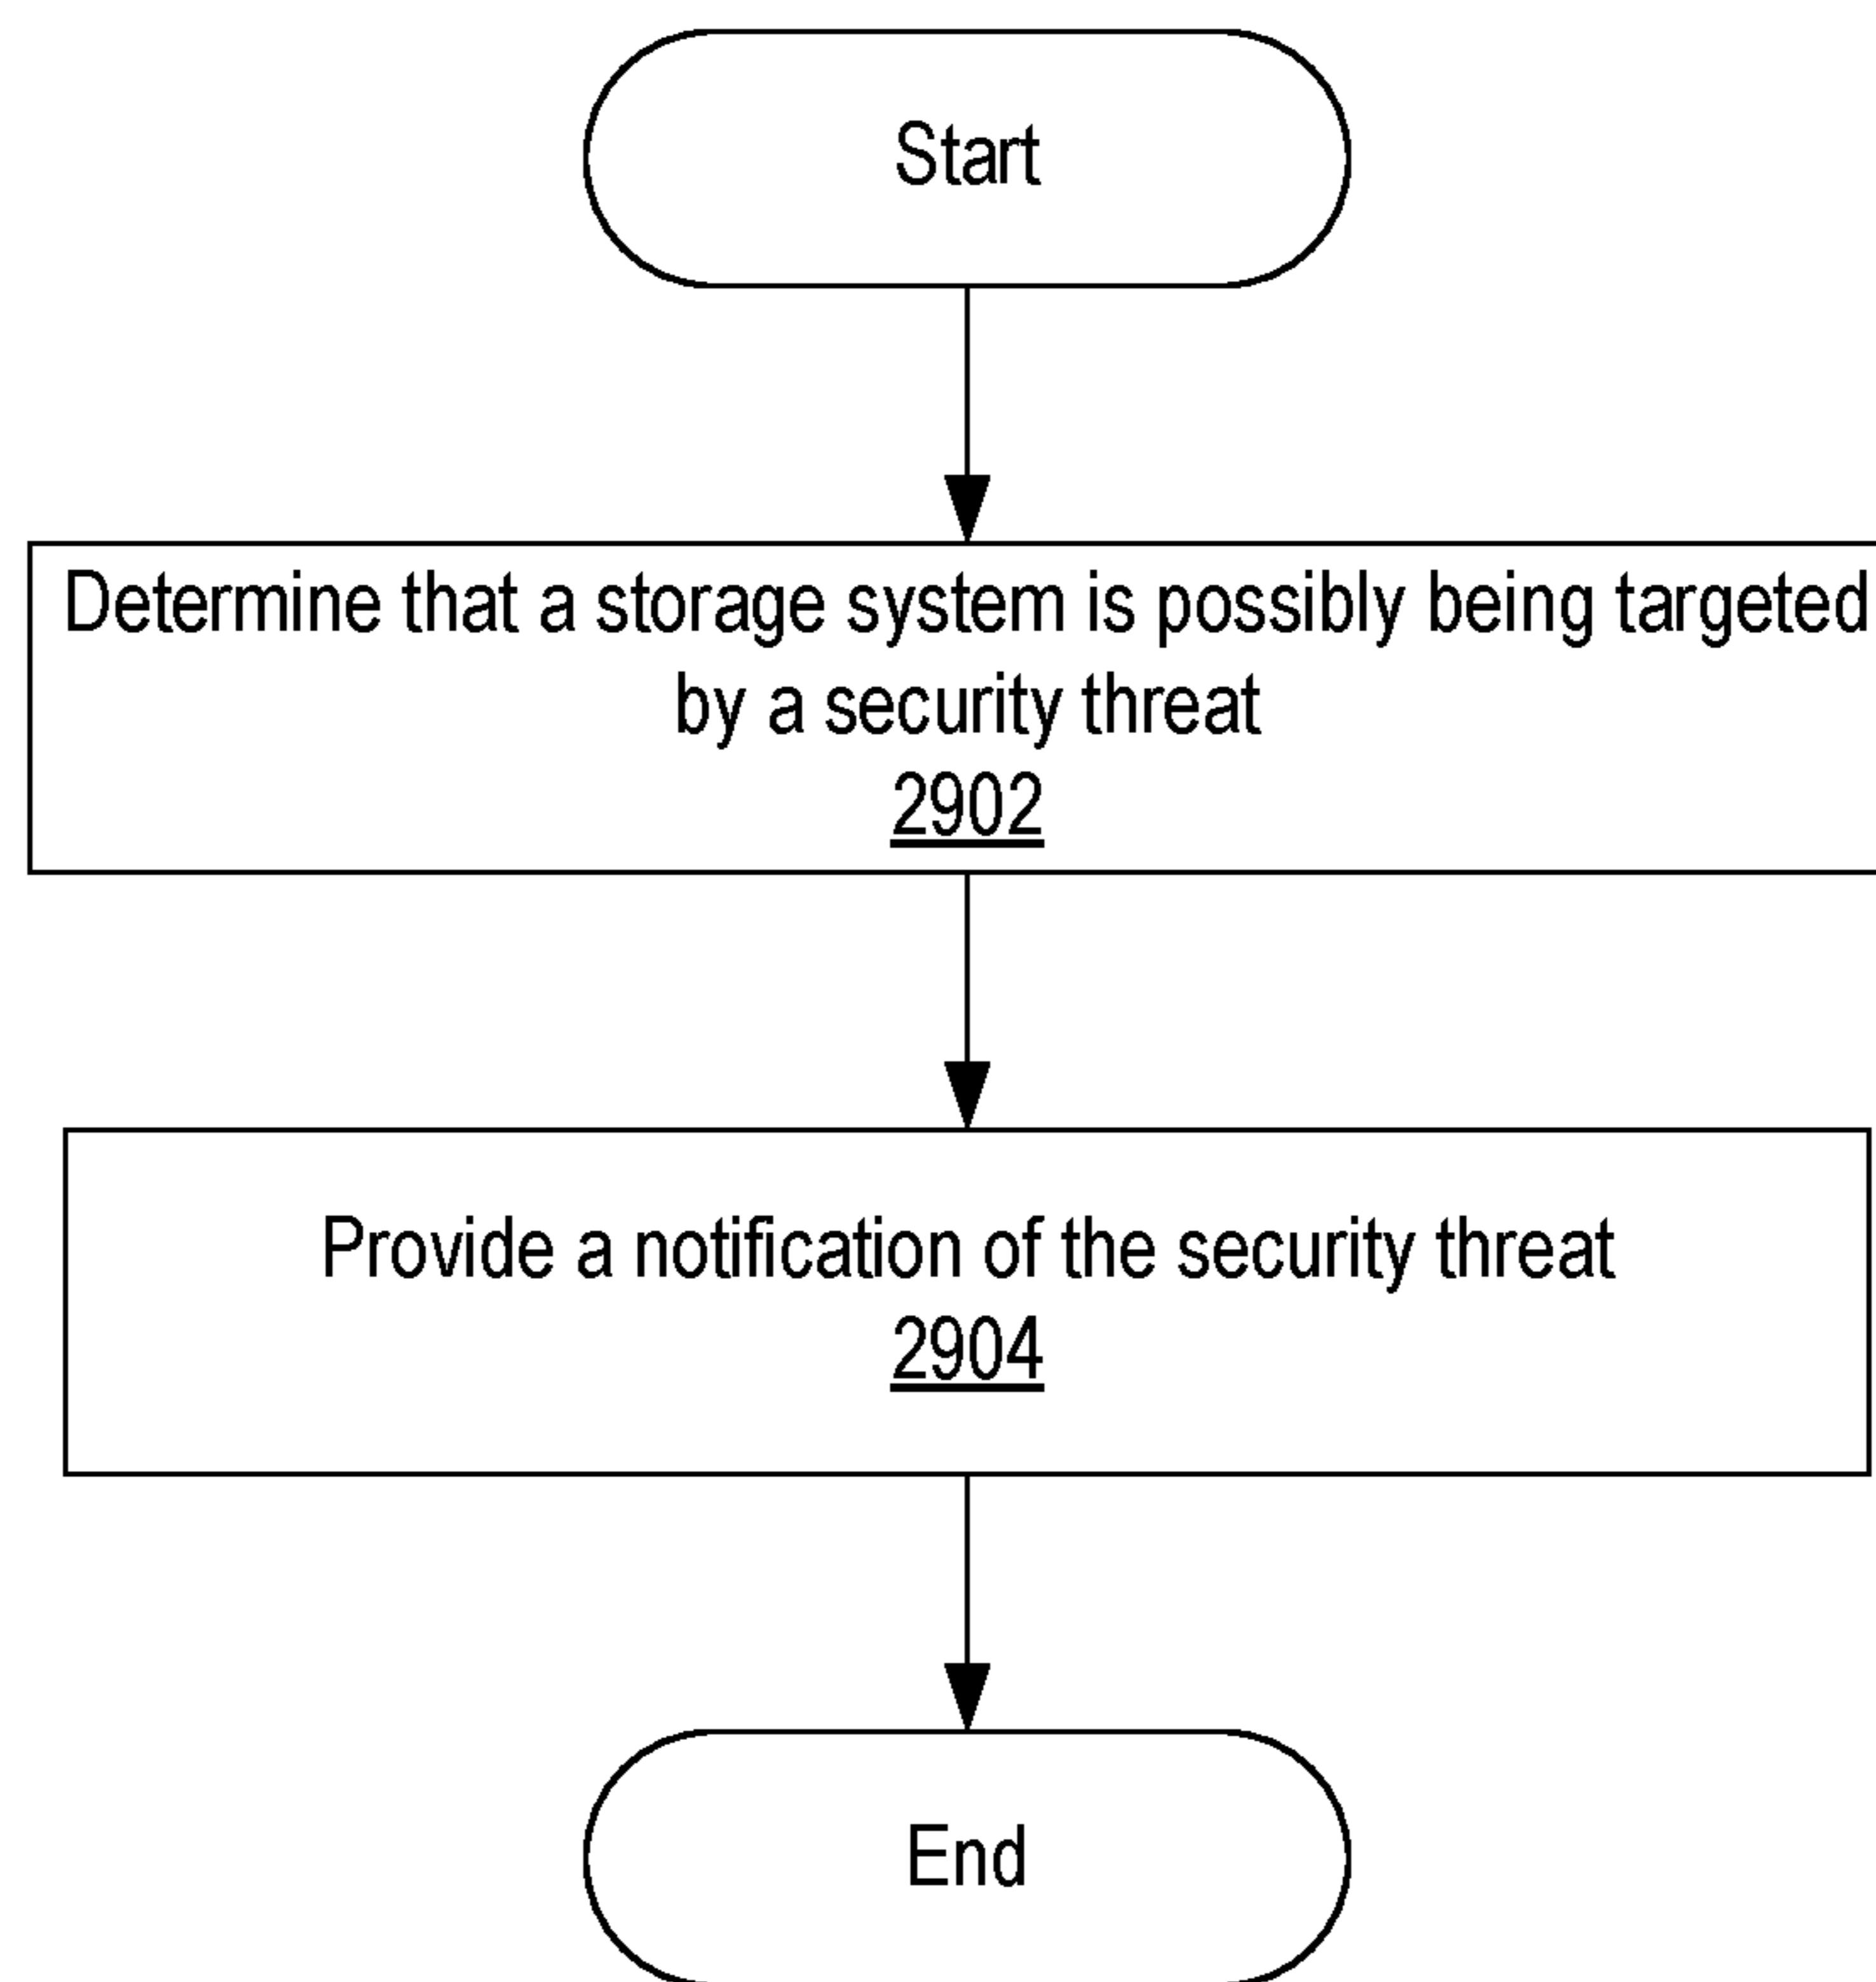 Start
Determine that a storage system is possibly being targeted
by a security threat
2902
Provide a notification of the security threat
2904
End